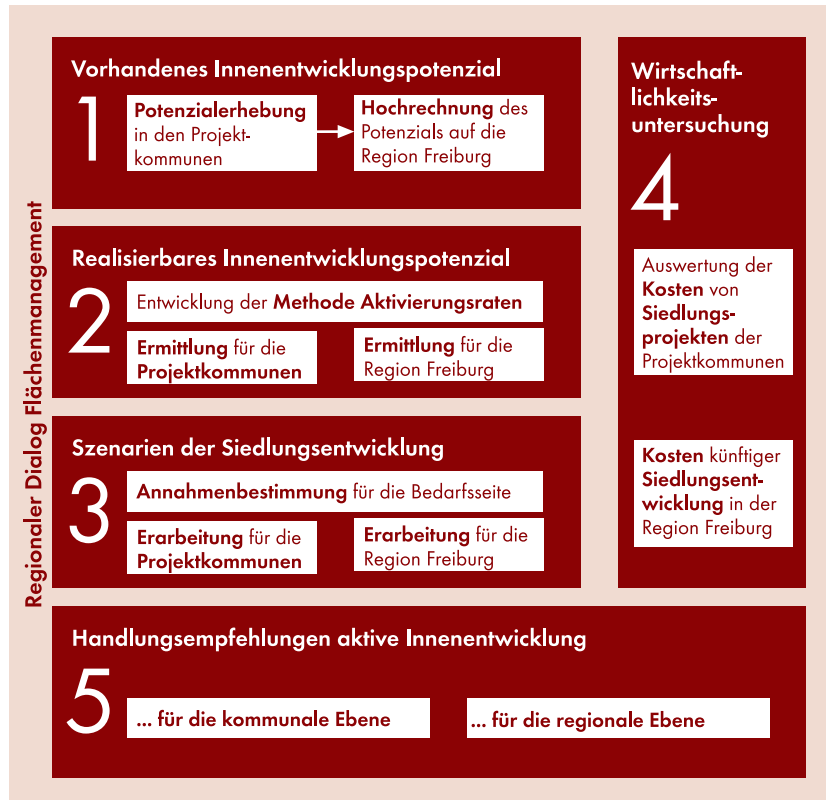 Regionaler Dialog Flächenmanagement
Vorhandenes Innenentwicklungspotenzial
1
Potenzialerhebung
in den Projekt-
kommunen
Hochrechnung des
Potenzials auf die
Region Freiburg
Realisierbares Innenentwicklungspotenzial
2
Entwicklung der Methode Aktivierungsraten
Ermittlung für die
Projektkommunen
Ermittlung für die
Region Freiburg
Szenarien der Siedlungsentwicklung
3
Annahmenbestimmung für die Bedarfsseite
Erarbeitung für die
Projektkommunen
Erarbeitung für die
Region Freiburg
Wirtschaft-
lichkeits-
untersuchung
4
Auswertung der
Kosten von
Siedlungs-
projekten der
Projektkommunen
Kosten künftiger
Siedlungsent-
wicklung in der
Region Freiburg
Handlungsempfehlungen aktive Innenentwicklung
5
... für die kommunale Ebene
... für die regionale Ebene